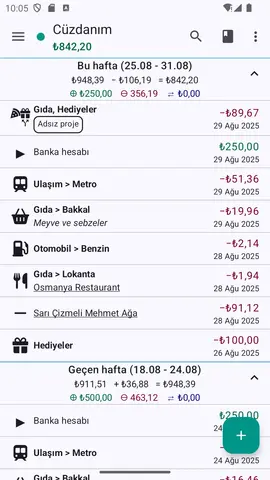 10:05
Cüzdanım
₺842,20
Bu hafta (25.08 - 31.08)
₺948,39 − ₺106,19 = ₺842,20
⊕ ₺250,00 ⊖ 356,19 ⇄ ₺0,00
Gıda, Hediyeler
Adsız proje
−₺89,67
29 Ağu 2025
Banka hesabı
₺250,00
29 Ağu 2025
Ulaşım > Metro
−₺51,36
29 Ağu 2025
Gıda > Bakkal
Meyve ve sebzeler
−₺19,96
29 Ağu 2025
Otomobil > Benzin
−₺2,14
28 Ağu 2025
Gıda > Lokanta
Osmanya Restaurant
−₺1,94
28 Ağu 2025
Sarı Çizmeli Mehmet Ağa
−₺91,12
28 Ağu 2025
Hediyeler
−₺100,00
26 Ağu 2025
Geçen hafta (18.08 - 24.08)
₺911,51 + ₺36,88 = ₺948,39
⊕ ₺500,00 ⊖ 463,12 ⇄ ₺0,00
Banka hesabı
₺250,00
24
Ulaşım > Metro
24 Ağu 2025
Gıda > Bakkal
−₺16,46